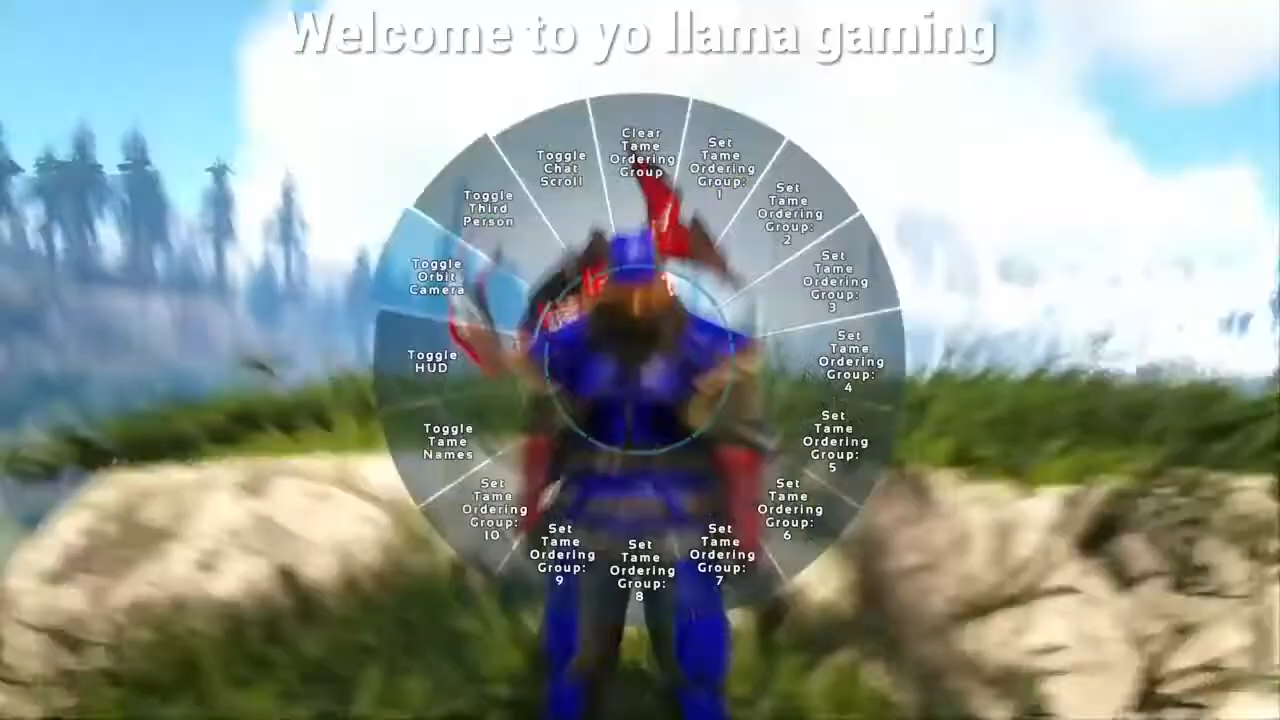 Welcome to yo llama gaming
Clear
Tame
Ordering
Group
Set
Tame
Ordering
Group:
1
Set
Tame
Ordering
Group:
2
Set
Tame
Ordering
Group:
3
Set
Tame
Ordering
Group:
4
Set
Tame
Ordering
Group:
5
Set
Tame
Ordering
Group:
6
Set
Tame
Ordering
Group:
7
Set
Tame
Ordering
Group:
8
Set
Tame
Ordering
Group:
9
Set
Tame
Ordering
Group:
10
Toggle
Tame
Names
Toggle
HUD
Toggle
Orbit
Camera
Toggle
Third
Person
Toggle
Chat
Scroll